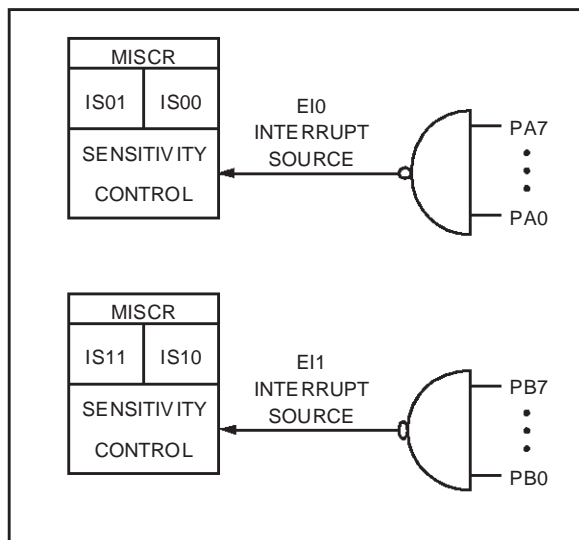 MISCR
IS01 IS00
SENSITIVITY
CONTROL
EI0
INTERRUPT
SOURCE
PA7
PA0
MISCR
IS11 IS10
SENSITIVITY
CONTROL
EI1
INTERRUPT
SOURCE
PB7
PB0